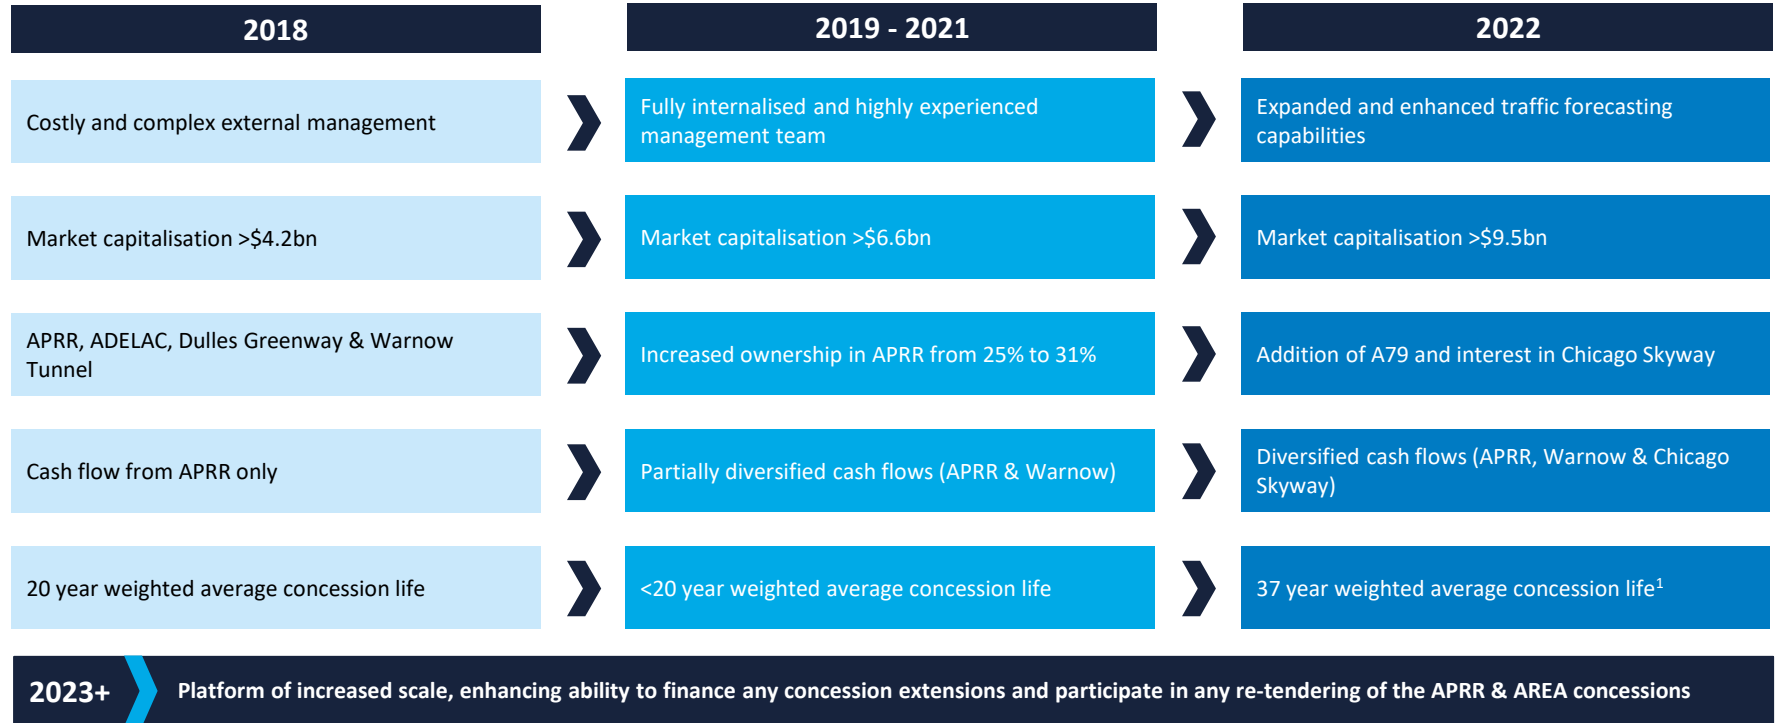 2018
2019 - 2021
2022
Costly and complex external management
Fully internalised and highly experienced
management team
Expanded and enhanced traffic forecasting
capabilities
Market capitalisation >$4.2bn
Market capitalisation >$6.6bn
Market capitalisation >$9.5bn
APRR, ADELAC, Dulles Greenway & Warnow
Tunnel
Increased ownership in APRR from 25% to 31%
Addition of A79 and interest in Chicago Skyway
Cash flow from APRR only
Partially diversified cash flows (APRR & Warnow)
Diversified cash flows (APRR, Warnow & Chicago
Skyway)
20 year weighted average concession life
<20 year weighted average concession life
37 year weighted average concession life¹
2023+
Platform of increased scale, enhancing ability to finance any concession extensions and participate in any re-tendering of the APRR & AREA concessions